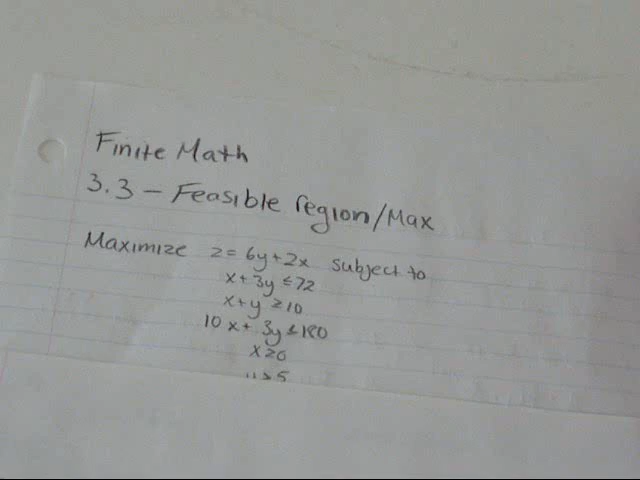 Finite Math
3.3 - Feasible region/Max
Maximize z = 6y + 2x subject to
x + 3y ≤ 72
x + y ≥ 10
10x + 3y ≤ 180
x ≥ 0
≥ 5